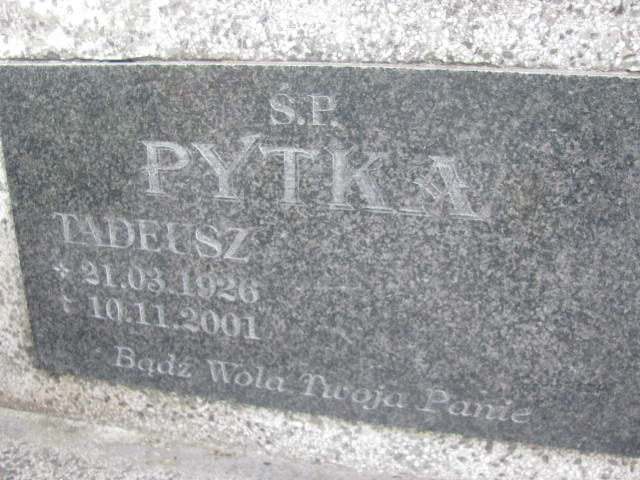 Ś.P.
PYTKA
TADEUSZ
* 21.03.1926
† 10.11.2001
Bądź Wola Twoja Panie